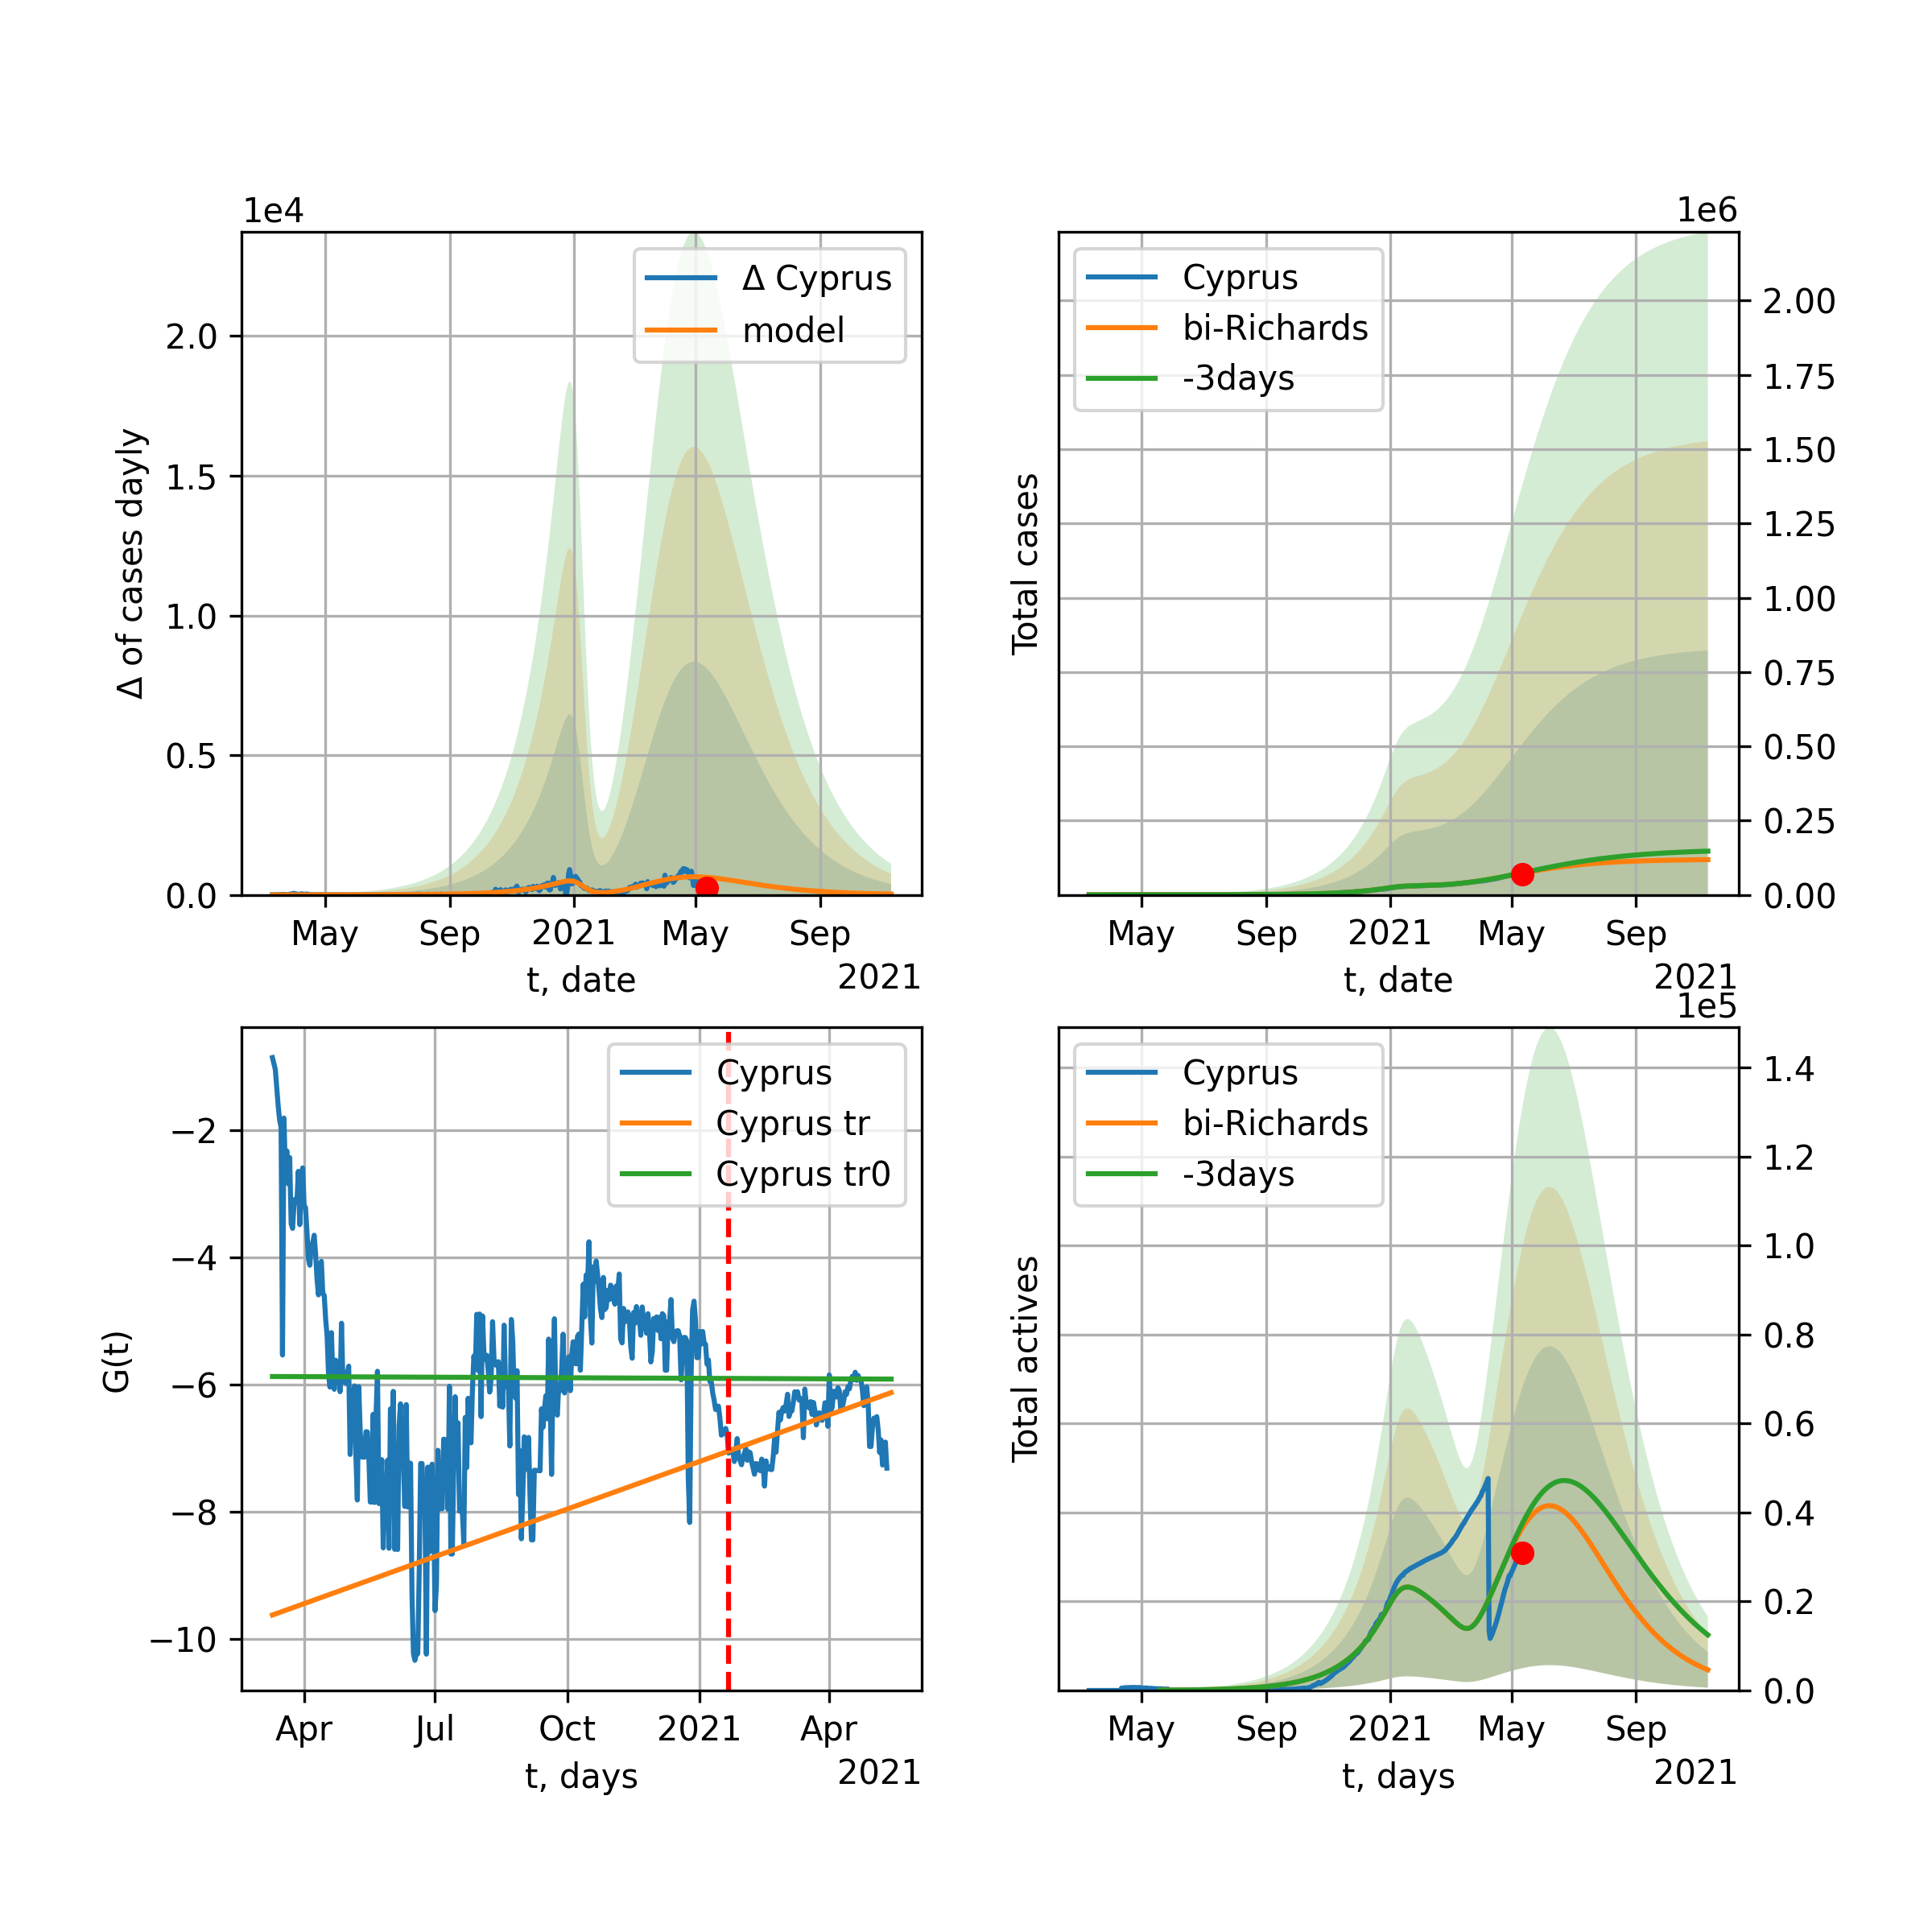 1e4
Δ Cyprus
model
2.0
1.5
1.0
0.5
0.0
Δ of cases dayly
May Sep 2021 May Sep
t, date
2021
1e6
Cyprus
bi-Richards
-3days
2.00
1.75
1.50
1.25
1.00
0.75
0.50
0.25
0.00
Total cases
May Sep 2021 May Sep
t, date
2021
Cyprus
Cyprus tr
Cyprus tr0
−2
−4
−6
−8
−10
G(t)
Apr Jul Oct 2021 Apr
t, days
2021
1e5
Cyprus
bi-Richards
-3days
1.4
1.2
1.0
0.8
0.6
0.4
0.2
0.0
Total actives
May Sep 2021 May Sep
t, days
2021